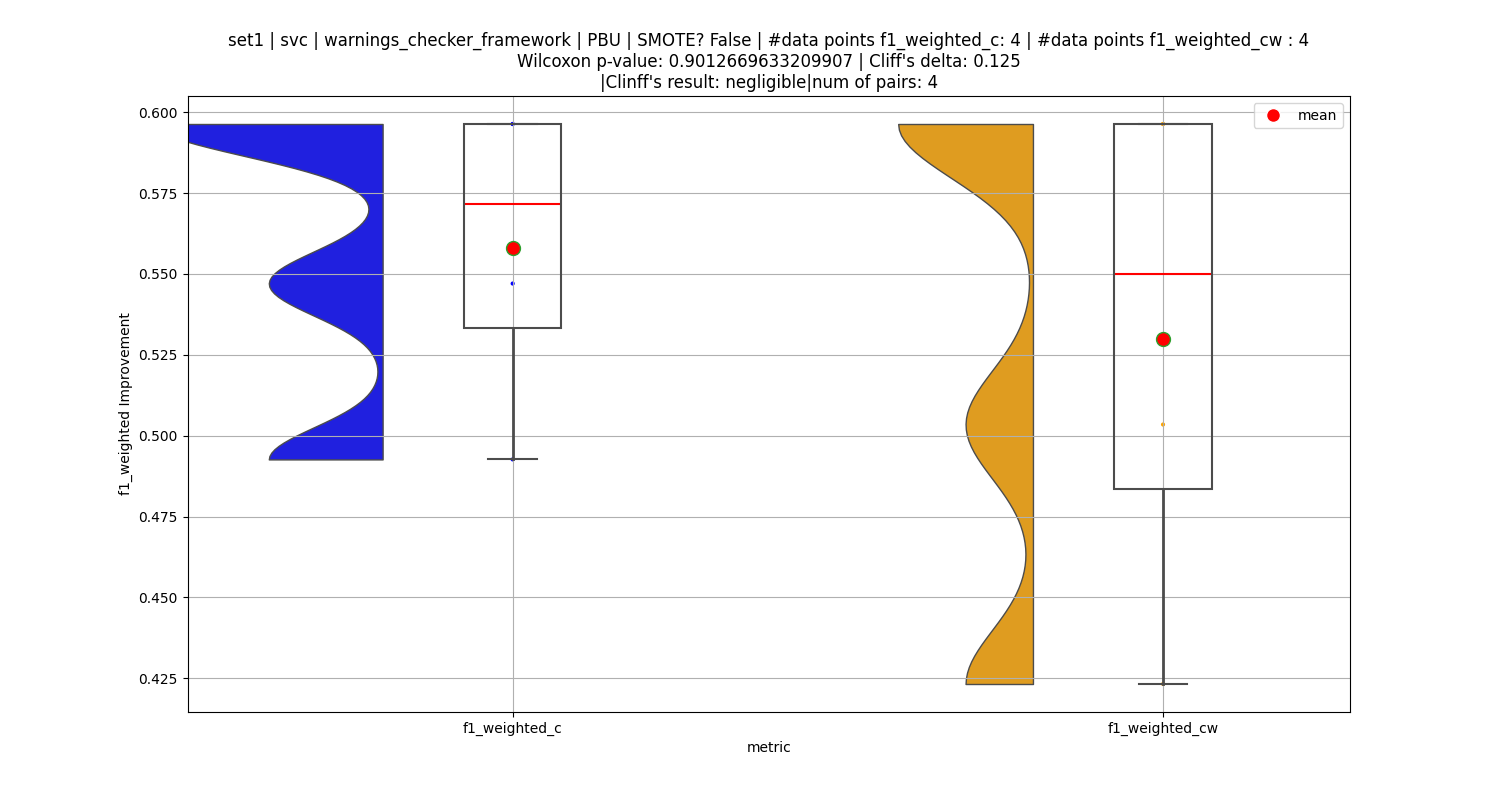 set1 | svc | warnings_checker_framework | PBU | SMOTE? False | #data points f1_weighted_c: 4 | #data points f1_weighted_cw : 4
Wilcoxon p-value: 0.9012669633209907 | Cliff's delta: 0.125
|Clinff's result: negligible|num of pairs: 4
mean
0.600
0.575
0.550
0.525
0.500
0.475
0.450
0.425
f1_weighted Improvement
f1_weighted_c
f1_weighted_cw
metric